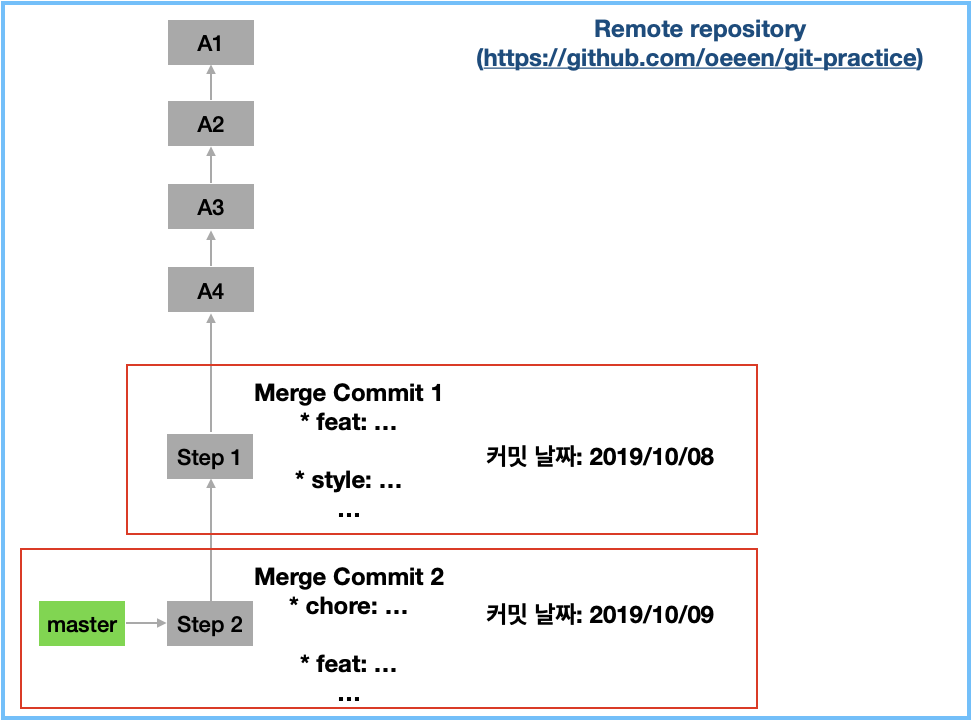 Remote repository
(https://github.com/oeeen/git-practice)
A1
A2
A3
A4
Merge Commit 1
* feat: ...
Step 1
커밋 날짜: 2019/10/08
* style: ...
...
Merge Commit 2
* chore: ...
master
Step 2
커밋 날짜: 2019/10/09
* feat: ...
...